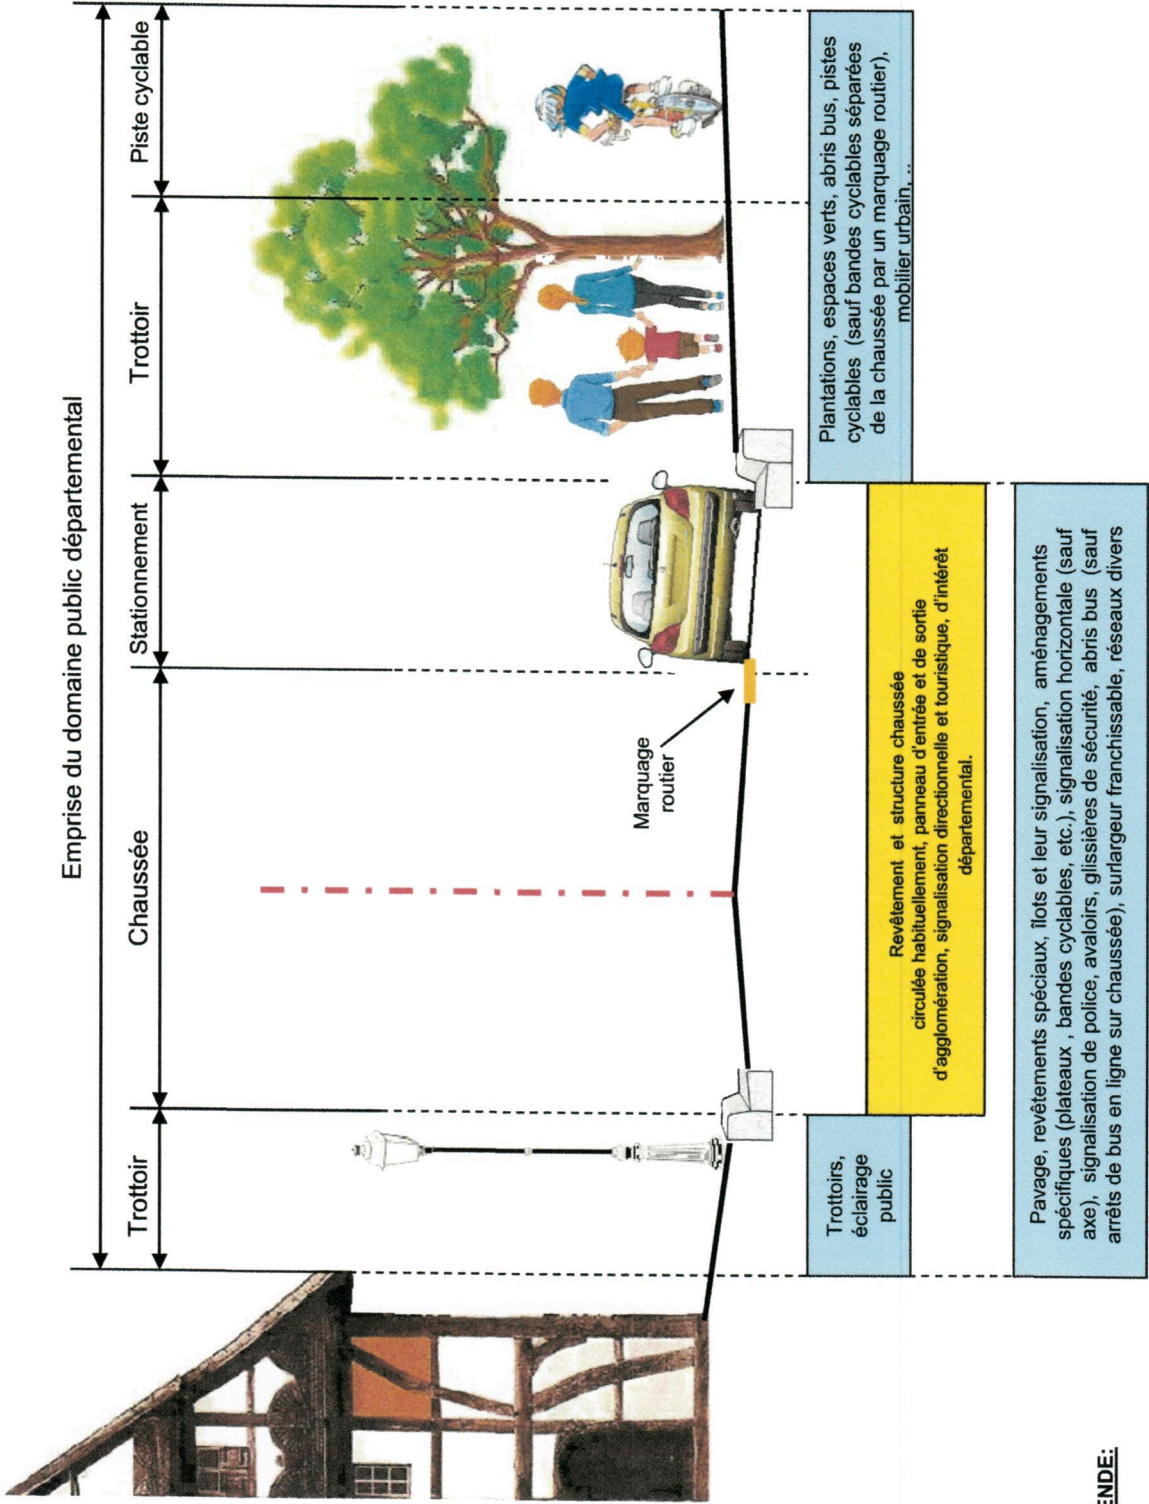 Emprise du domaine public départemental
Trottoir
Chaussée
Stationnement
Trottoir
Piste cyclable
Marquage
routier
Trottoirs,
éclairage
public
Plantations, espaces verts, abris bus, pistes
cyclables (sauf bandes cyclables séparées
de la chaussée par un marquage routier),
mobilier urbain, ..
Revêtement et structure chaussée
circulée habituellement, panneau d'entrée et de sortie
d'agglomération, signalisation directionnelle et touristique, d'intérêt
départemental.
Pavage, revêtements spéciaux, îlots et leur signalisation, aménagements
spécifiques (plateaux , bandes cyclables, etc.), signalisation horizontale (sauf
axe), signalisation de police, avaloirs, glissières de sécurité, abris bus (sauf
arrêts de bus en ligne sur chaussée), surlargeur franchissable, réseaux divers
ENDE: